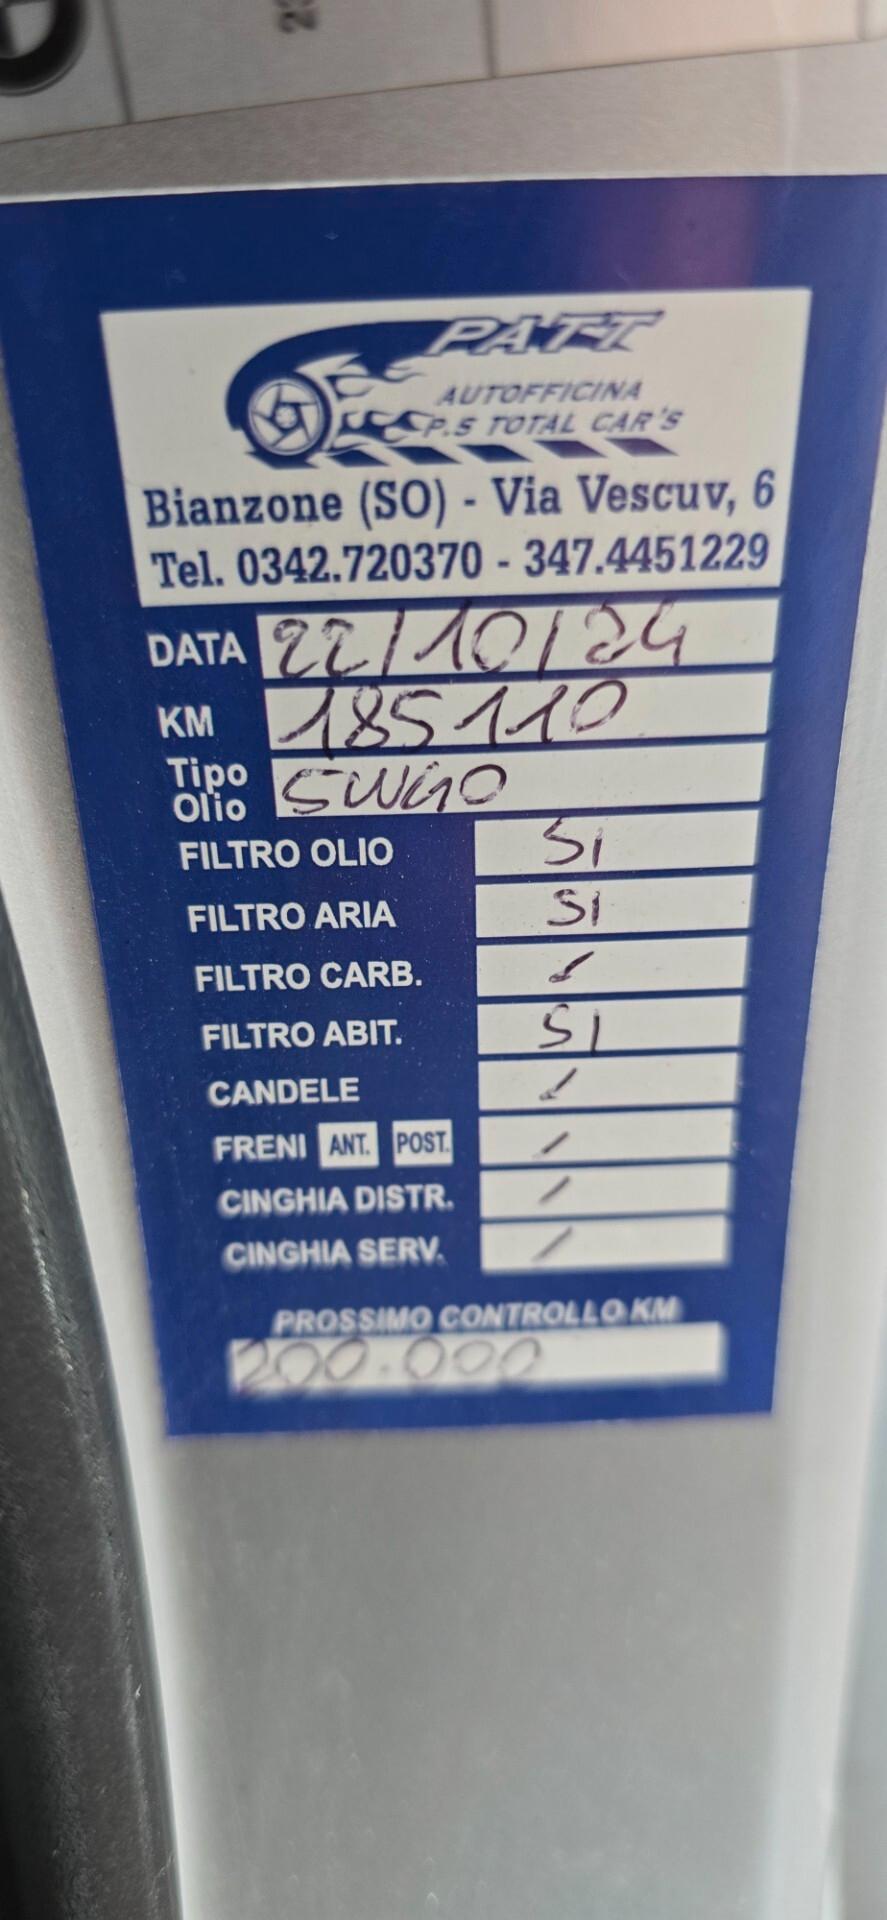 PATT
AUTOFFICINA
P.S TOTAL CAR'S
Bianzone (SO) - Via Vescuv, 6
Tel. 0342.720370 - 347.4451229
DATA 22/10/24
KM 185110
Tipo Olio 5W40
FILTRO OLIO SI
FILTRO ARIA SI
FILTRO CARB. /
FILTRO ABIT. SI
CANDELE /
FRENI ANT. POST. /
CINGHIA DISTR. /
CINGHIA SERV. /
PROSSIMO CONTROLLO KM
200.000